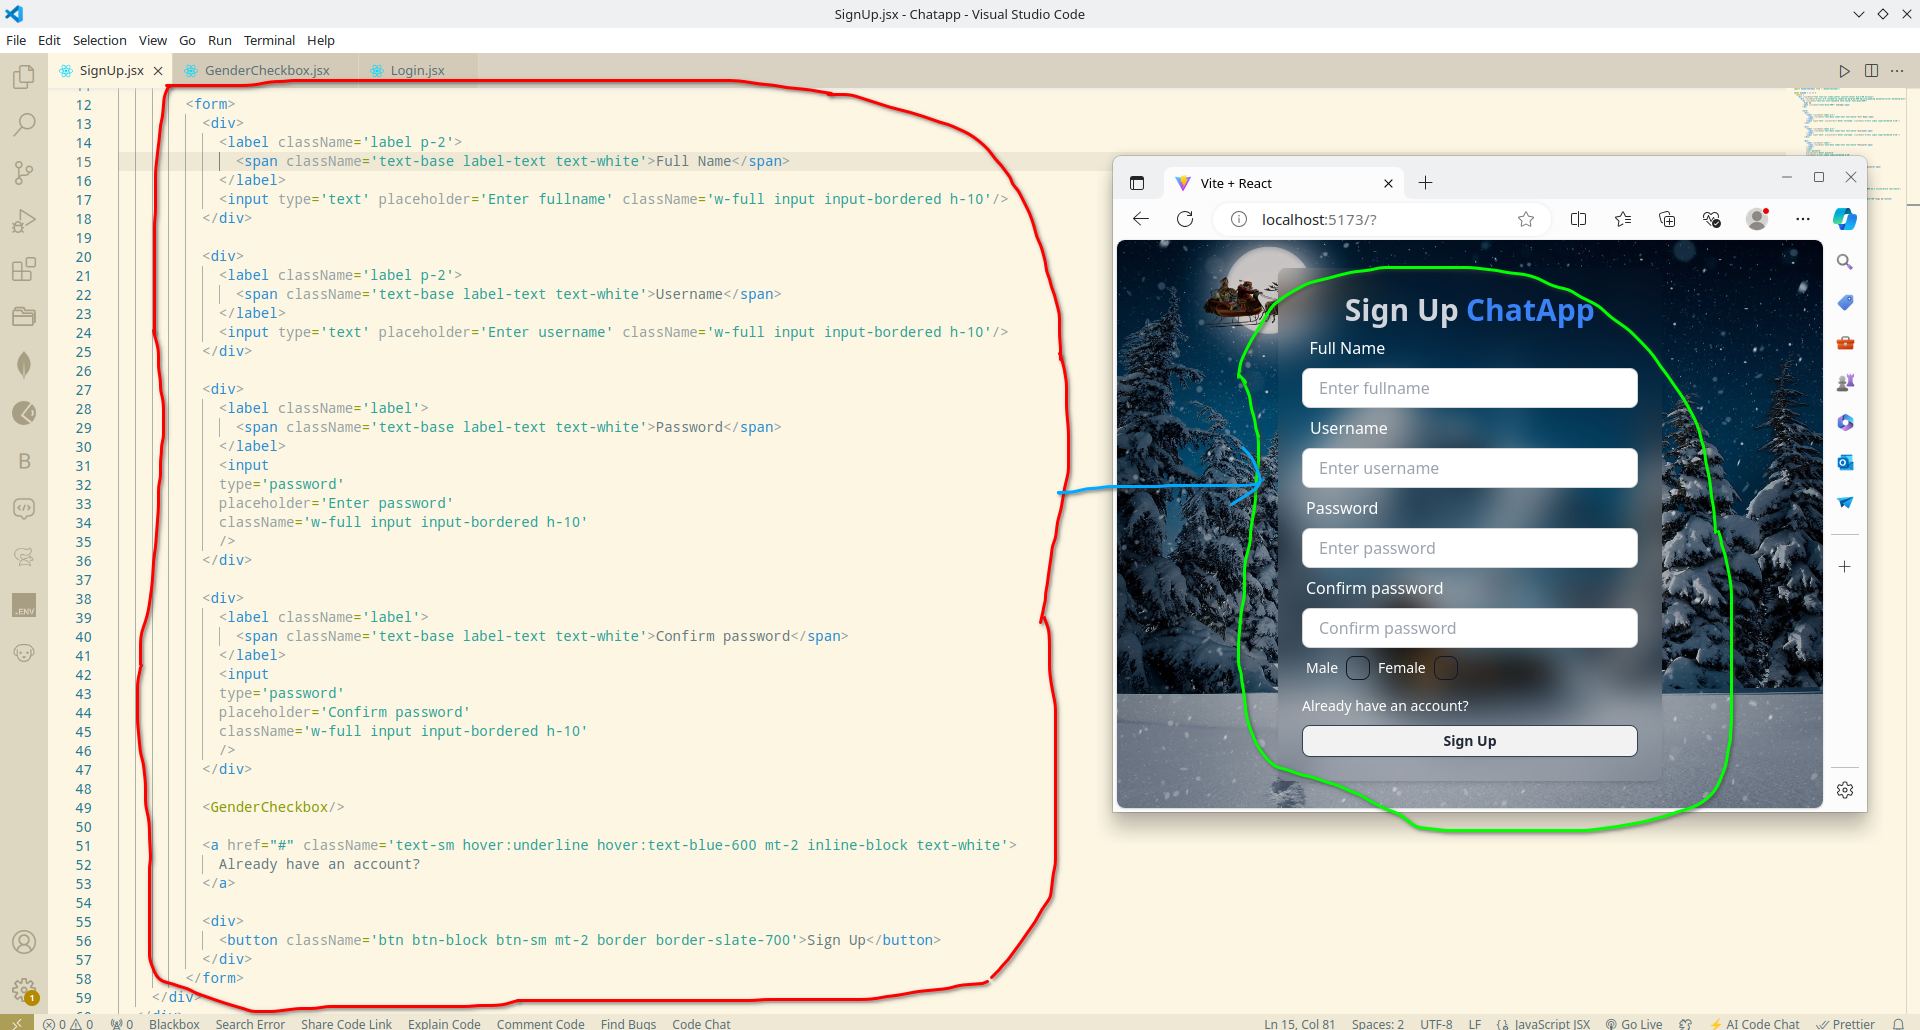 SignUp.jsx - Chatapp - Visual Studio Code
File Edit Selection View Go Run Terminal Help
SignUp.jsx GenderCheckbox.jsx Login.jsx
12 <form>
13 <div>
14 <label className='label p-2'>
15 <span className='text-base label-text text-white'>Full Name</span>
16 </label>
17 <input type='text' placeholder='Enter fullname' className='w-full input input-bordered h-10'/>
18 </div>
19
20 <div>
21 <label className='label p-2'>
22 <span className='text-base label-text text-white'>Username</span>
23 </label>
24 <input type='text' placeholder='Enter username' className='w-full input input-bordered h-10'/>
25 </div>
26
27 <div>
28 <label className='label'>
29 <span className='text-base label-text text-white'>Password</span>
30 </label>
31 <input
32 type='password'
33 placeholder='Enter password'
34 className='w-full input input-bordered h-10'
35 />
36 </div>
37
38 <div>
39 <label className='label'>
40 <span className='text-base label-text text-white'>Confirm password</span>
41 </label>
42 <input
43 type='password'
44 placeholder='Confirm password'
45 className='w-full input input-bordered h-10'
46 />
47 </div>
48
49 <GenderCheckbox/>
50
51 <a href="#" className='text-sm hover:underline hover:text-blue-600 mt-2 inline-block text-white'>
52 Already have an account?
53 </a>
54
55 <div>
56 <button className='btn btn-block btn-sm mt-2 border border-slate-700'>Sign Up</button>
57 </div>
58 </form>
59 </div>
B
.ENV
1
Vite + React
localhost:5173/?
Sign Up ChatApp
Full Name
Enter fullname
Username
Enter username
Password
Enter password
Confirm password
Confirm password
Male Female
Already have an account?
Sign Up
0 0 0 Blackbox Search Error Share Code Link Explain Code Comment Code Find Bugs Code Chat Ln 15, Col 81 Spaces: 2 UTF-8 LF JavaScript JSX Go Live AI Code Chat Prettier